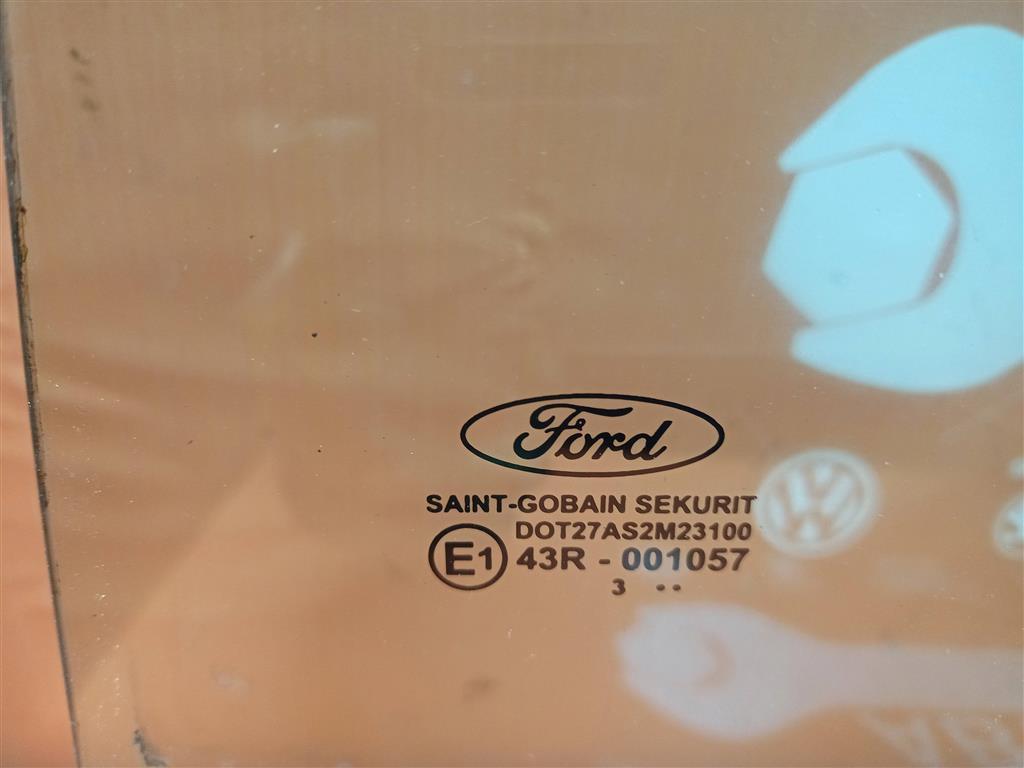 Ford
SAINT-GOBAIN SEKURIT
DOT27AS2M23100
E1 43R - 001057
3 ••